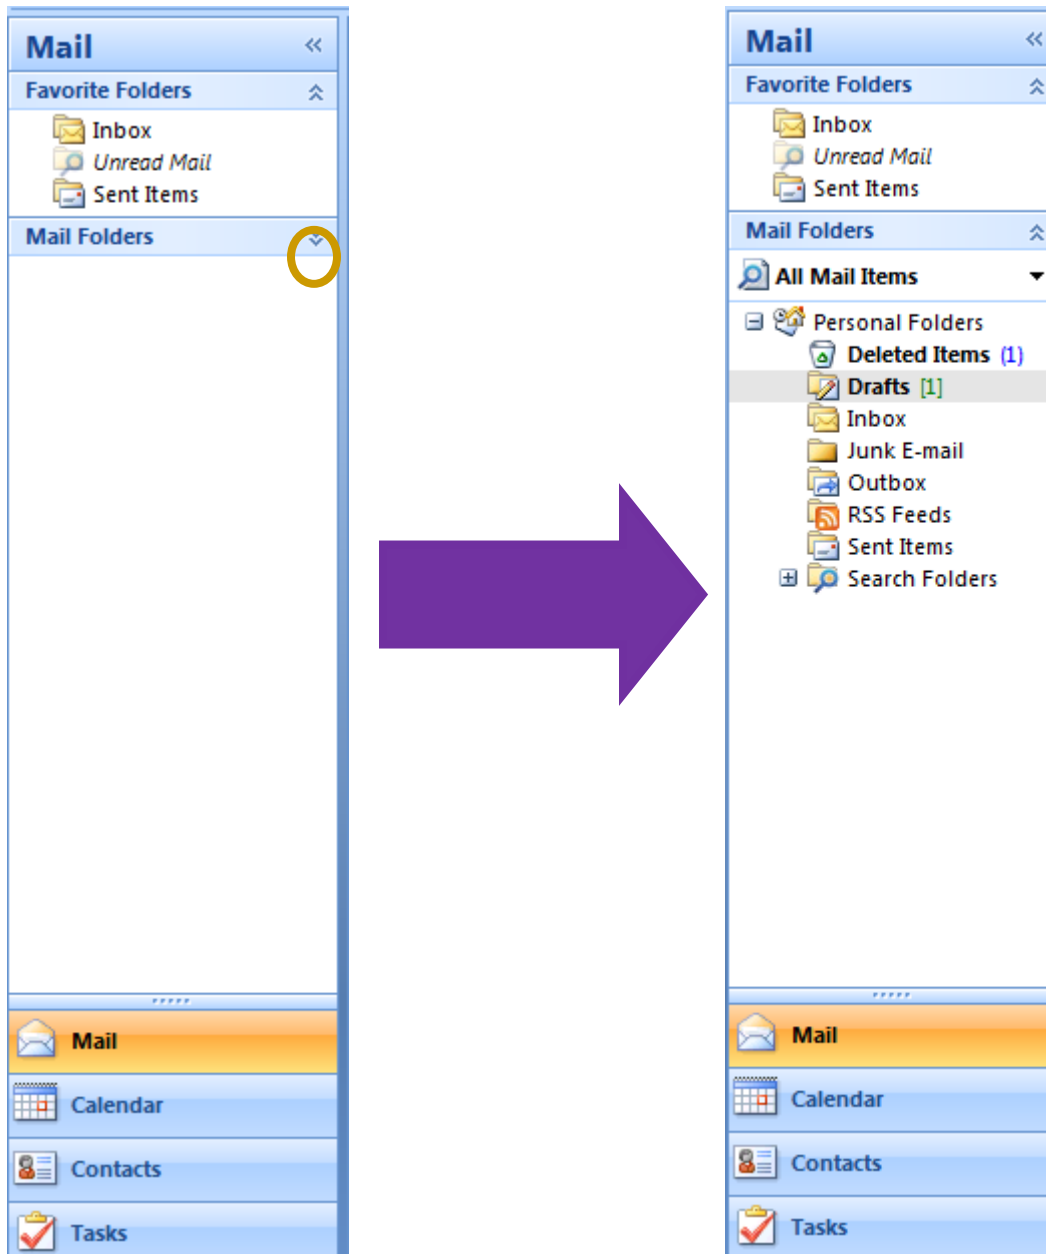 Mail
Favorite Folders
Inbox
Unread Mail
Sent Items
Mail Folders
Mail
Calendar
Contacts
Tasks
Mail
Favorite Folders
Inbox
Unread Mail
Sent Items
Mail Folders
All Mail Items
Personal Folders
Deleted Items (1)
Drafts [1]
Inbox
Junk E-mail
Outbox
RSS Feeds
Sent Items
Search Folders
Mail
Calendar
Contacts
Tasks